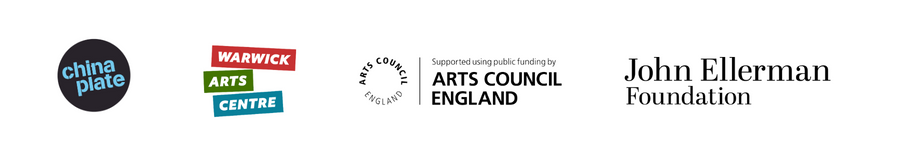 china
plate
WARWICK
ARTS
CENTRE
ARTS COUNCIL
ENGLAND
Supported using public funding by
ARTS COUNCIL
ENGLAND
John Ellerman
Foundation